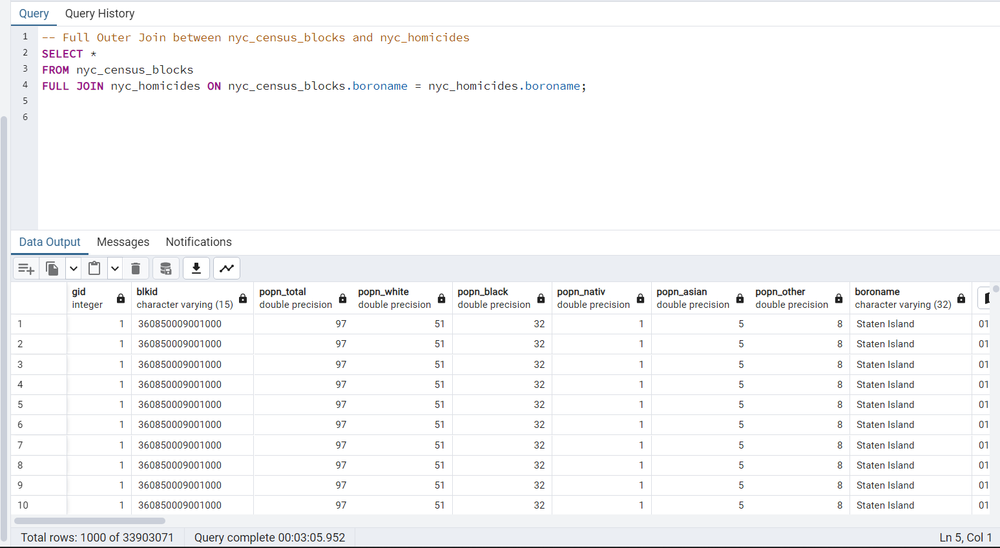 Query Query History
1 -- Full Outer Join between nyc_census_blocks and nyc_homicides
2 SELECT *
3 FROM nyc_census_blocks
4 FULL JOIN nyc_homicides ON nyc_census_blocks.boroname = nyc_homicides.boroname;
5
6
Data Output Messages Notifications
gid blkid popn_total popn_white popn_black popn_nativ popn_asian popn_other boroname
integer character varying (15) double precision double precision double precision double precision double precision double precision character varying (32)
1 1 360850009001000 97 51 32 1 5 8 Staten Island 01
2 1 360850009001000 97 51 32 1 5 8 Staten Island 01
3 1 360850009001000 97 51 32 1 5 8 Staten Island 01
4 1 360850009001000 97 51 32 1 5 8 Staten Island 01
5 1 360850009001000 97 51 32 1 5 8 Staten Island 01
6 1 360850009001000 97 51 32 1 5 8 Staten Island 01
7 1 360850009001000 97 51 32 1 5 8 Staten Island 01
8 1 360850009001000 97 51 32 1 5 8 Staten Island 01
9 1 360850009001000 97 51 32 1 5 8 Staten Island 01
10 1 360850009001000 97 51 32 1 5 8 Staten Island 01
Total rows: 1000 of 33903071 Query complete 00:03:05.952 Ln 5, Col 1